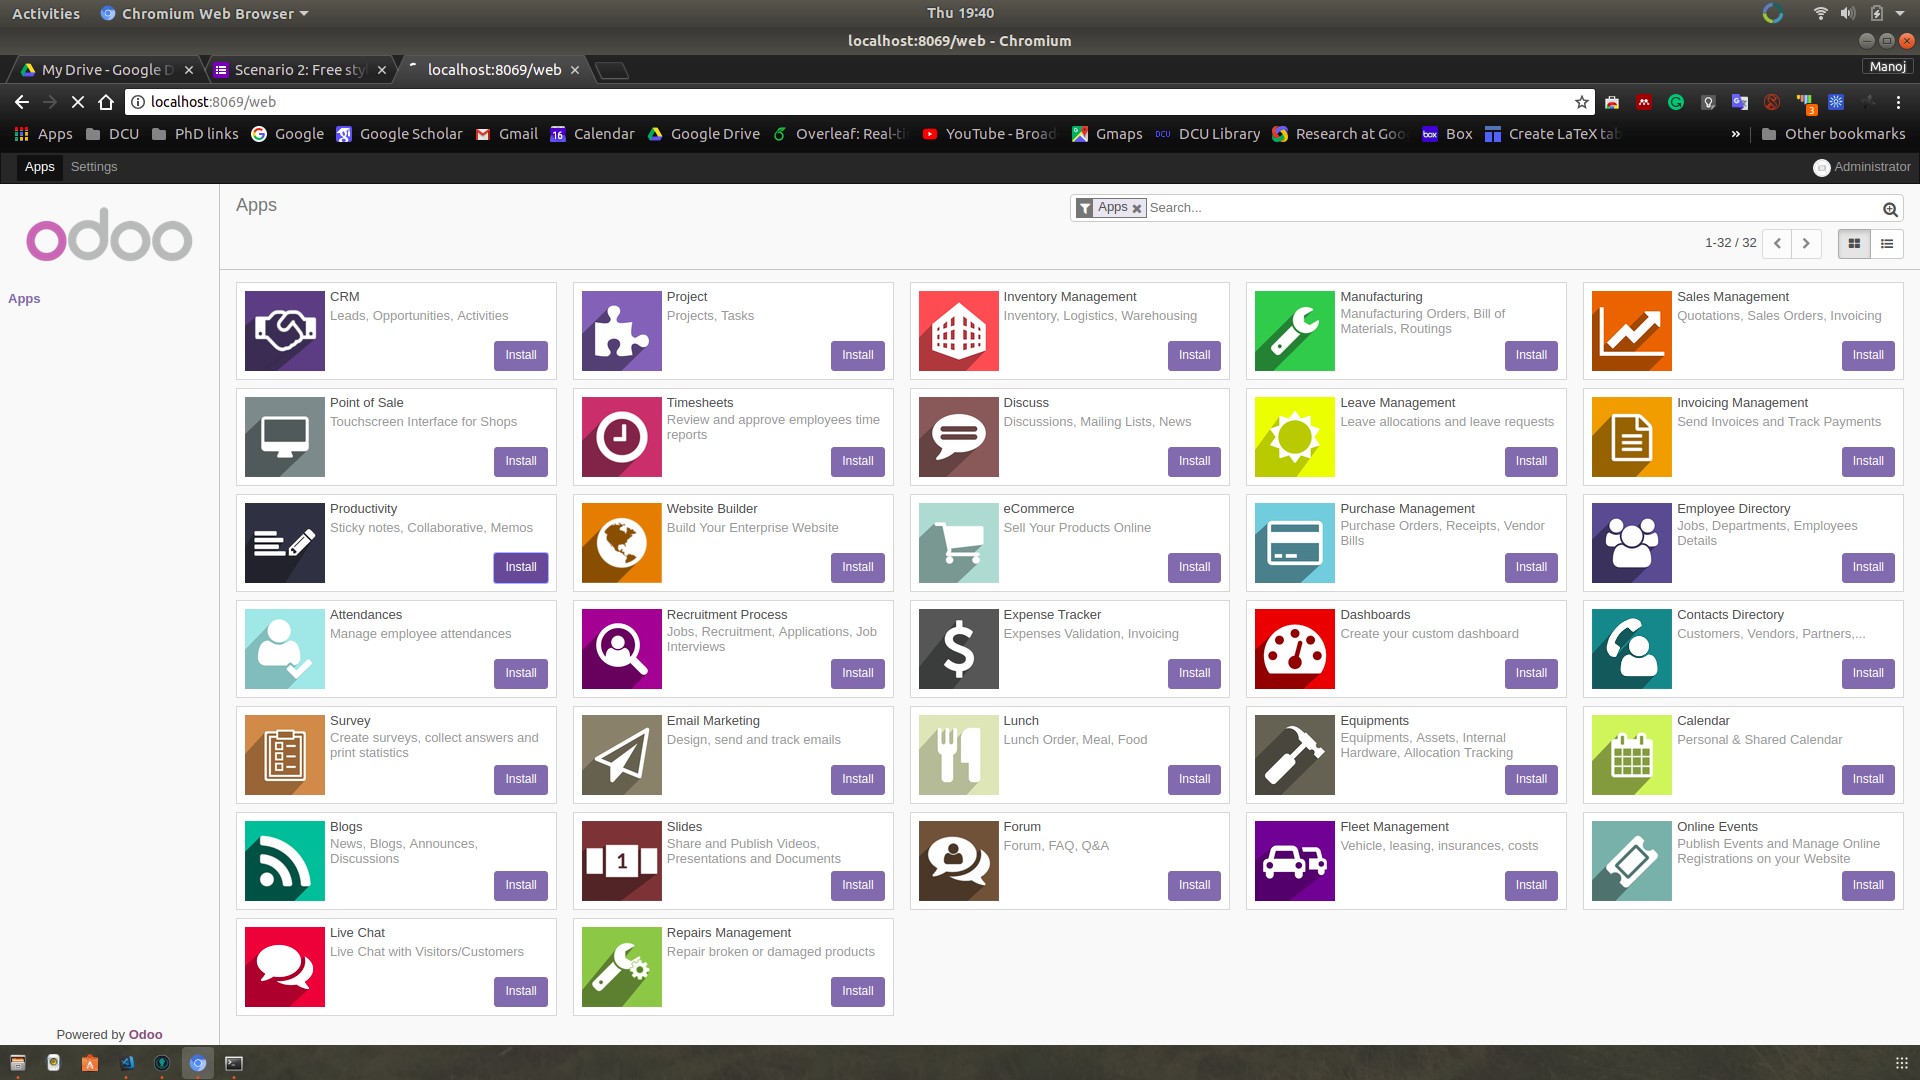 Activities Chromium Web Browser Thu 19:40
localhost:8069/web - Chromium
My Drive - Google D Scenario 2: Free sty localhost:8069/web Manoj
localhost:8069/web 3
Apps DCU PhD links Google Google Scholar Gmail 16 Calendar Google Drive Overleaf: Real-ti YouTube - Broad Gmaps DCU DCU Library Research at Goo box Box Create LaTeX tab » Other bookmarks
Apps Settings Administrator
odoo
Apps
Apps
Apps Search...
1-32 / 32
CRM
Leads, Opportunities, Activities
Install
Project
Projects, Tasks
Install
Inventory Management
Inventory, Logistics, Warehousing
Install
Manufacturing
Manufacturing Orders, Bill of
Materials, Routings
Install
Sales Management
Quotations, Sales Orders, Invoicing
Install
Point of Sale
Touchscreen Interface for Shops
Install
Timesheets
Review and approve employees time
reports
Install
Discuss
Discussions, Mailing Lists, News
Install
Leave Management
Leave allocations and leave requests
Install
Invoicing Management
Send Invoices and Track Payments
Install
Productivity
Sticky notes, Collaborative, Memos
Install
Website Builder
Build Your Enterprise Website
Install
eCommerce
Sell Your Products Online
Install
Purchase Management
Purchase Orders, Receipts, Vendor
Bills
Install
Employee Directory
Jobs, Departments, Employees
Details
Install
Attendances
Manage employee attendances
Install
Recruitment Process
Jobs, Recruitment, Applications, Job
Interviews
Install
Expense Tracker
Expenses Validation, Invoicing
Install
Dashboards
Create your custom dashboard
Install
Contacts Directory
Customers, Vendors, Partners,...
Install
Survey
Create surveys, collect answers and
print statistics
Install
Email Marketing
Design, send and track emails
Install
Lunch
Lunch Order, Meal, Food
Install
Equipments
Equipments, Assets, Internal
Hardware, Allocation Tracking
Install
Calendar
Personal & Shared Calendar
Install
Blogs
News, Blogs, Announces,
Discussions
Install
1
Slides
Share and Publish Videos,
Presentations and Documents
Install
Forum
Forum, FAQ, Q&A
Install
Fleet Management
Vehicle, leasing, insurances, costs
Install
Online Events
Publish Events and Manage Online
Registrations on your Website
Install
Live Chat
Live Chat with Visitors/Customers
Install
Repairs Management
Repair broken or damaged products
Install
Powered by Odoo